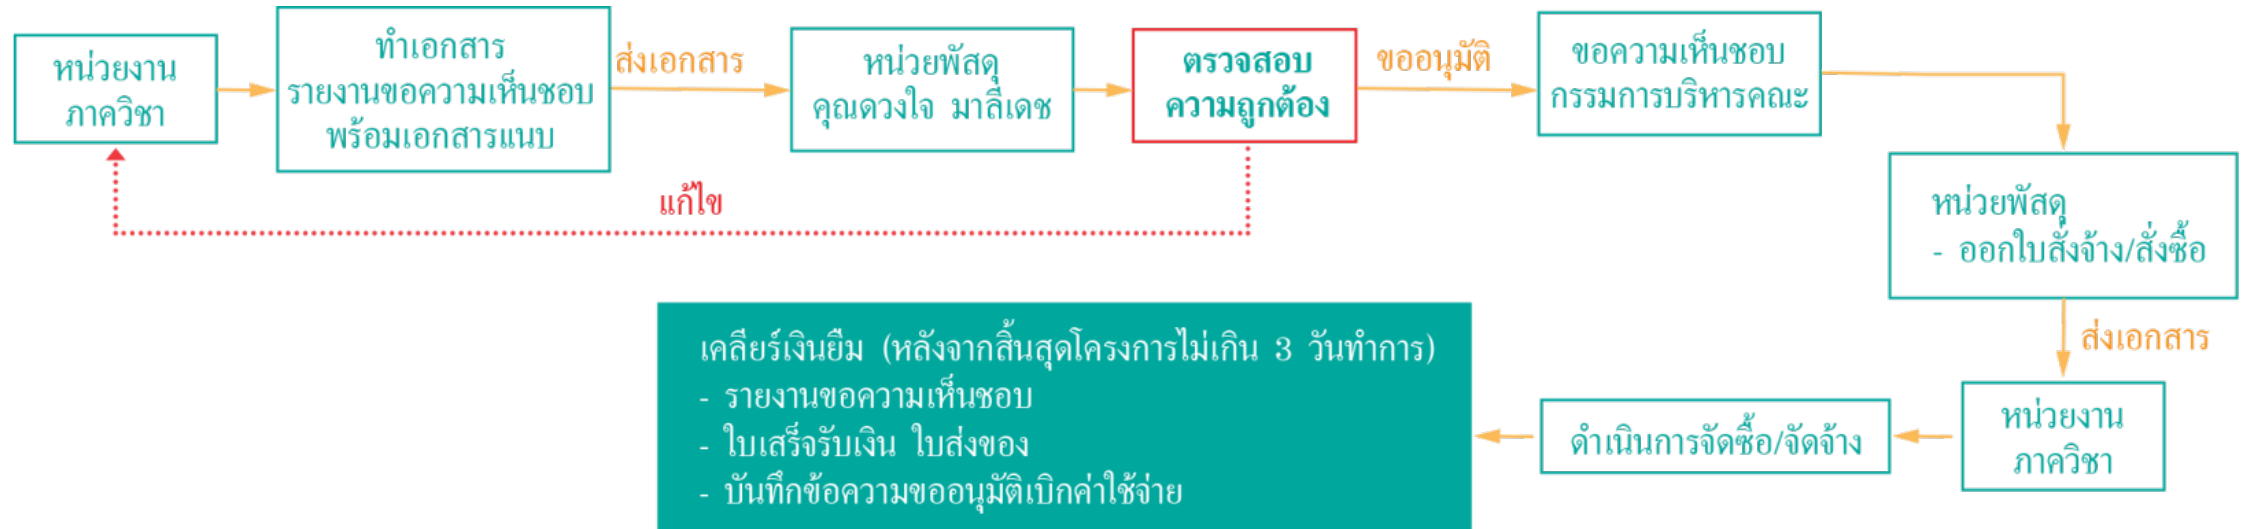 หน่วยงาน
ภาควิชา
ทำเอกสาร
รายงานขอความเห็นชอบ
พร้อมเอกสารแนบ
ส่งเอกสาร
หน่วยพัสดุ
คุณดวงใจ มาลีเดช
ตรวจสอบ
ความถูกต้อง
ขออนุมัติ
ขอความเห็นชอบ
กรรมการบริหารคณะ
แก้ไข
หน่วยพัสดุ
- ออกใบสั่งจ้าง/สั่งซื้อ
ส่งเอกสาร
หน่วยงาน
ภาควิชา
ดำเนินการจัดซื้อ/จัดจ้าง
เคลียร์เงินยืม (หลังจากสิ้นสุดโครงการไม่เกิน 3 วันทำการ)
- รายงานขอความเห็นชอบ
- ใบเสร็จรับเงิน ใบส่งของ
- บันทึกข้อความขออนุมัติเบิกค่าใช้จ่าย